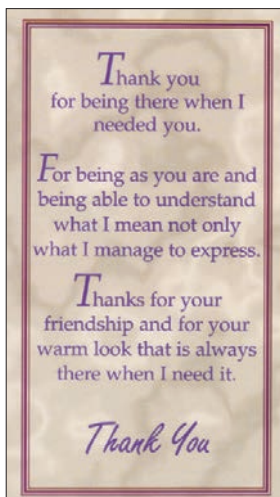 Thank you
for being there when I
needed you.
For being as you are and
being able to understand
what I mean not only
what I manage to express.
Thanks for your
friendship and for your
warm look that is always
there when I need it.
Thank You